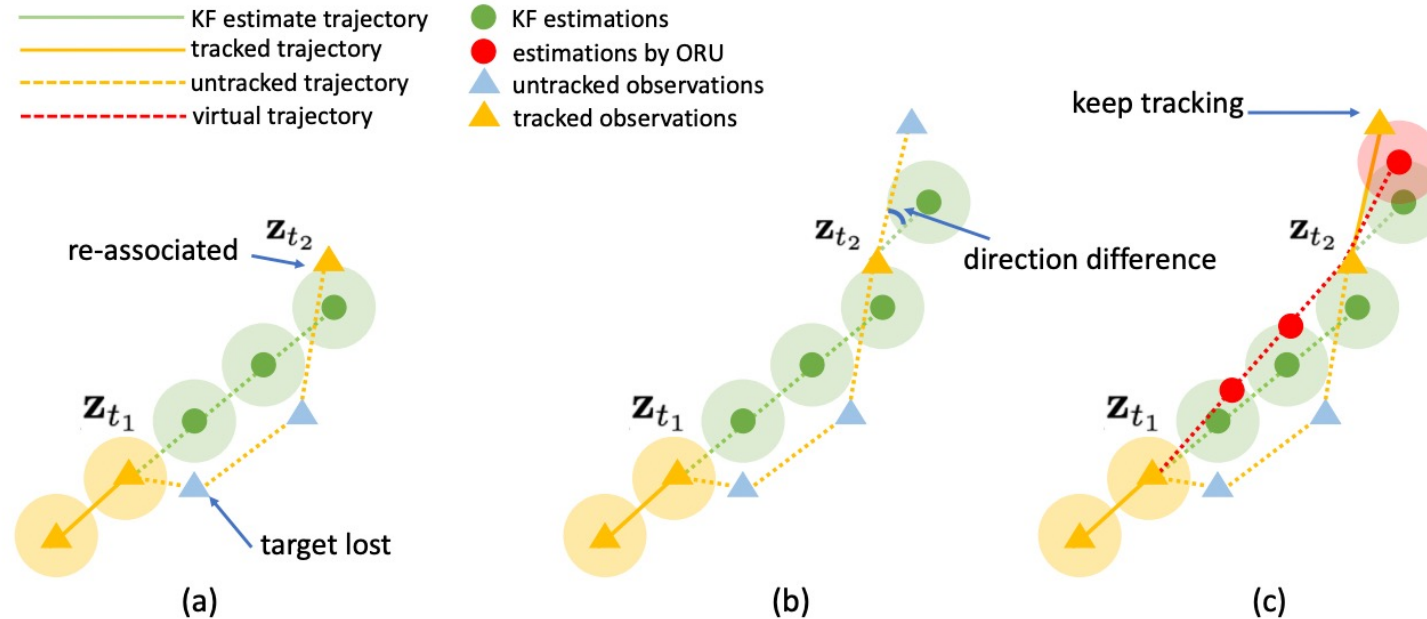 KF estimate trajectory
tracked trajectory
untracked trajectory
virtual trajectory
KF estimations
estimations by ORU
untracked observations
tracked observations
re-associated
z_{t_2}
z_{t_1}
target lost
(a)
z_{t_2}
direction difference
z_{t_1}
(b)
keep tracking
z_{t_2}
z_{t_1}
(c)